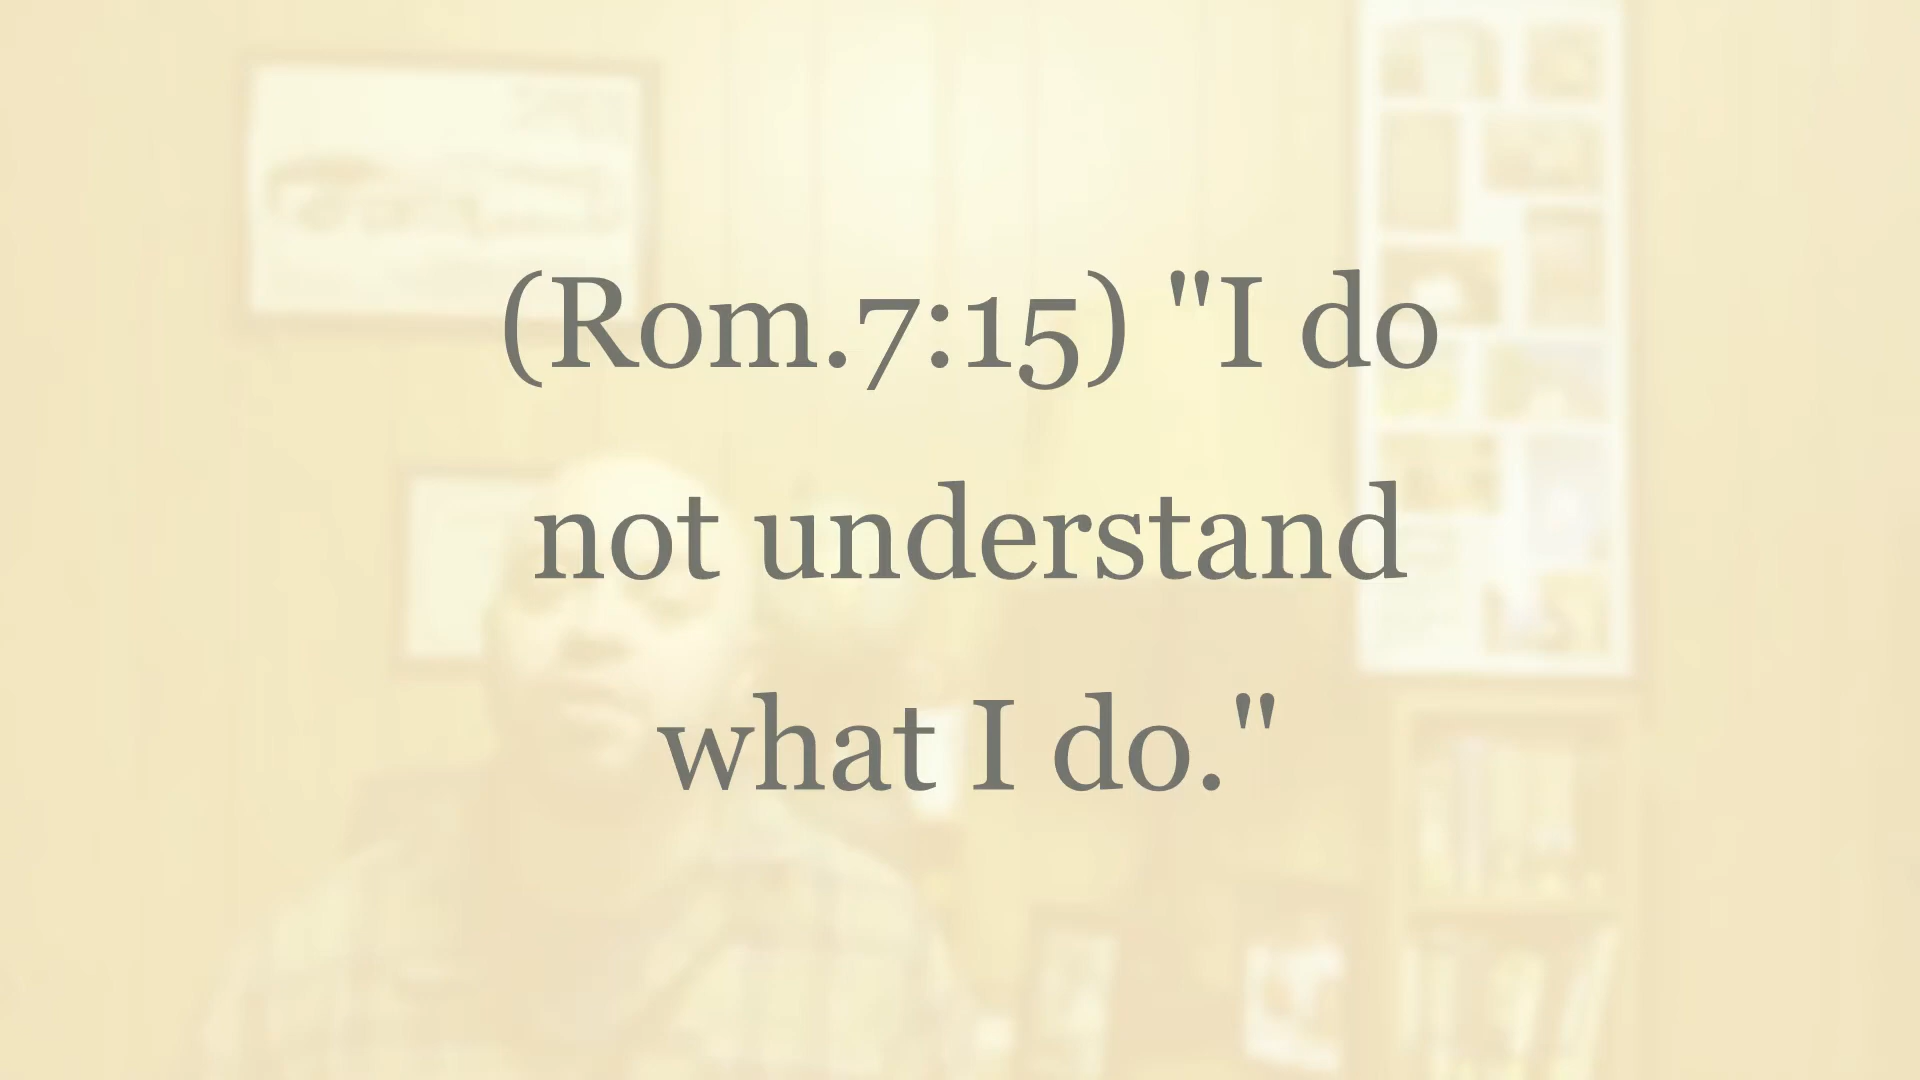 (Rom.7:15) "I do
not understand
what I do."